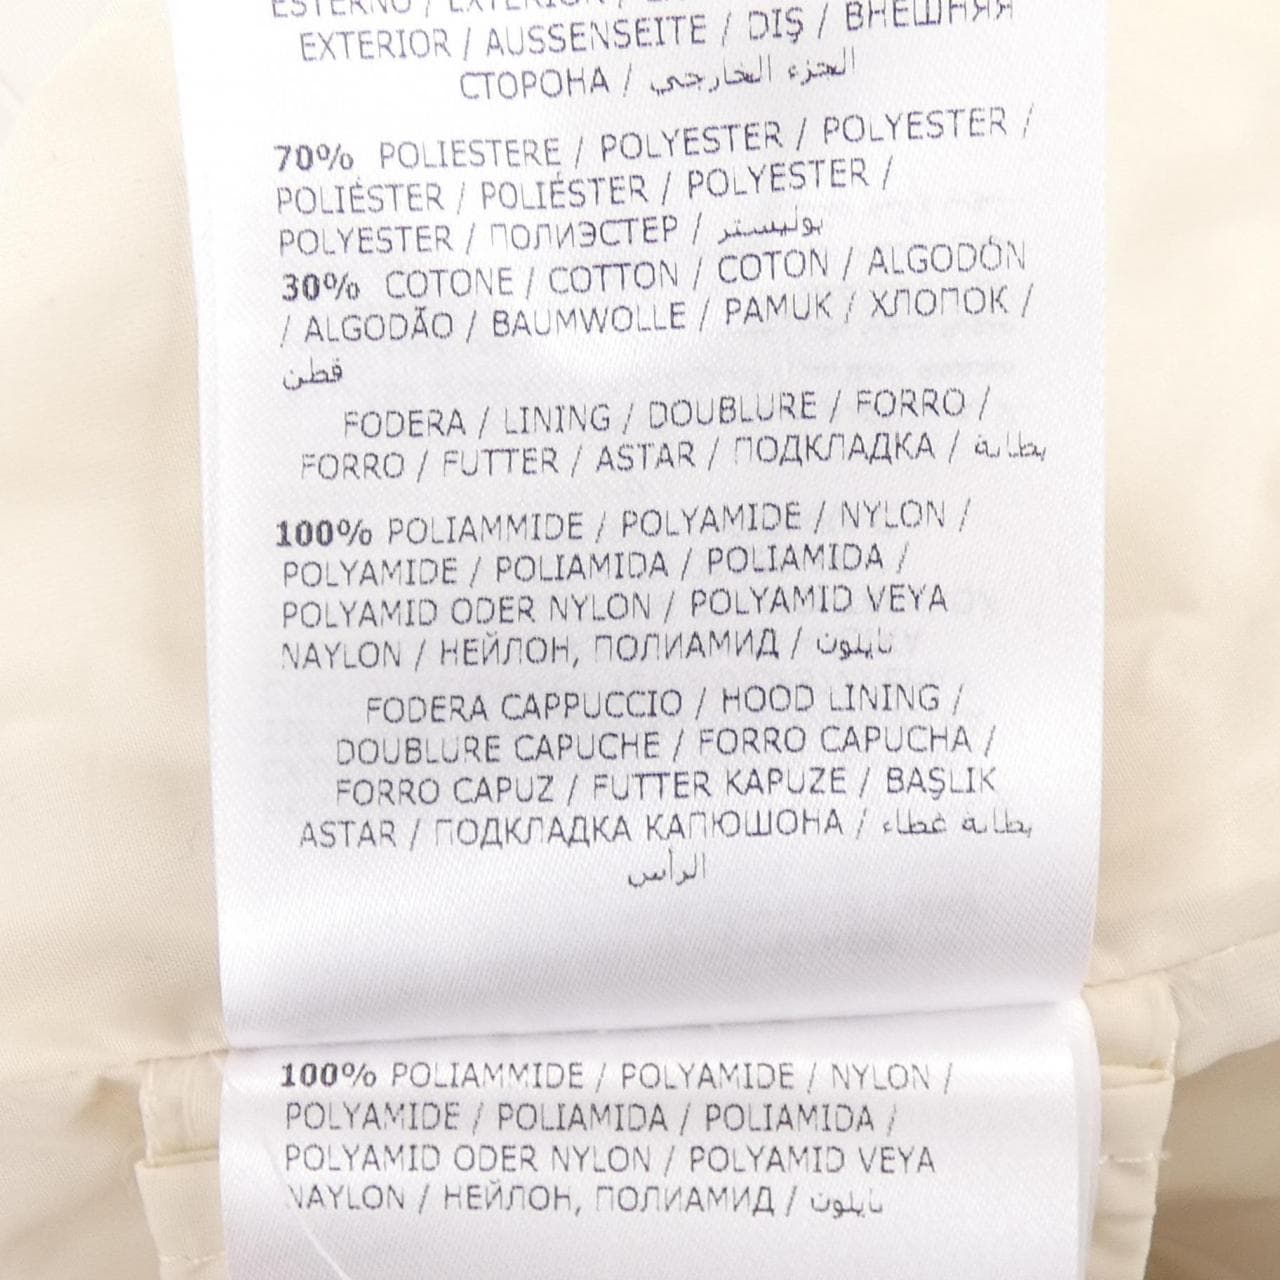 ESTERNO / EXTERIOR /
EXTERIOR / AUSSENSEITE / DIŞ / ВНЕШНЯЯ
СТОРОНА / الجزء الخارجي
70% POLIESTERE / POLYESTER / POLYESTER /
POLIÉSTER / POLIÉSTER / POLYESTER /
POLYESTER / ПОЛИЭСТЕР / بوليستر
30% COTONE / COTTON / COTON / ALGODÓN
/ ALGODÃO / BAUMWOLLE / PAMUK / ХЛОПОК /
قطن
FODERA / LINING / DOUBLURE / FORRO /
FORRO / FUTTER / ASTAR / ПОДКЛАДКА / بطانة
100% POLIAMMIDE / POLYAMIDE / NYLON /
POLYAMIDE / POLIAMIDA / POLIAMIDA /
POLYAMID ODER NYLON / POLYAMID VEYA
NAYLON / НЕЙЛОН, ПОЛИАМИД / نايلون
FODERA CAPPUCCIO / HOOD LINING /
DOUBLURE CAPUCHE / FORRO CAPUCHA /
FORRO CAPUZ / FUTTER KAPUZE / BAŞLIK
ASTAR / ПОДКЛАДКА КАПЮШОНА / بطانة غطاء
الرأس
100% POLIAMMIDE / POLYAMIDE / NYLON /
POLYAMIDE / POLIAMIDA / POLIAMIDA /
POLYAMID ODER NYLON / POLYAMID VEYA
NAYLON / НЕЙЛОН, ПОЛИАМИД / نايلون